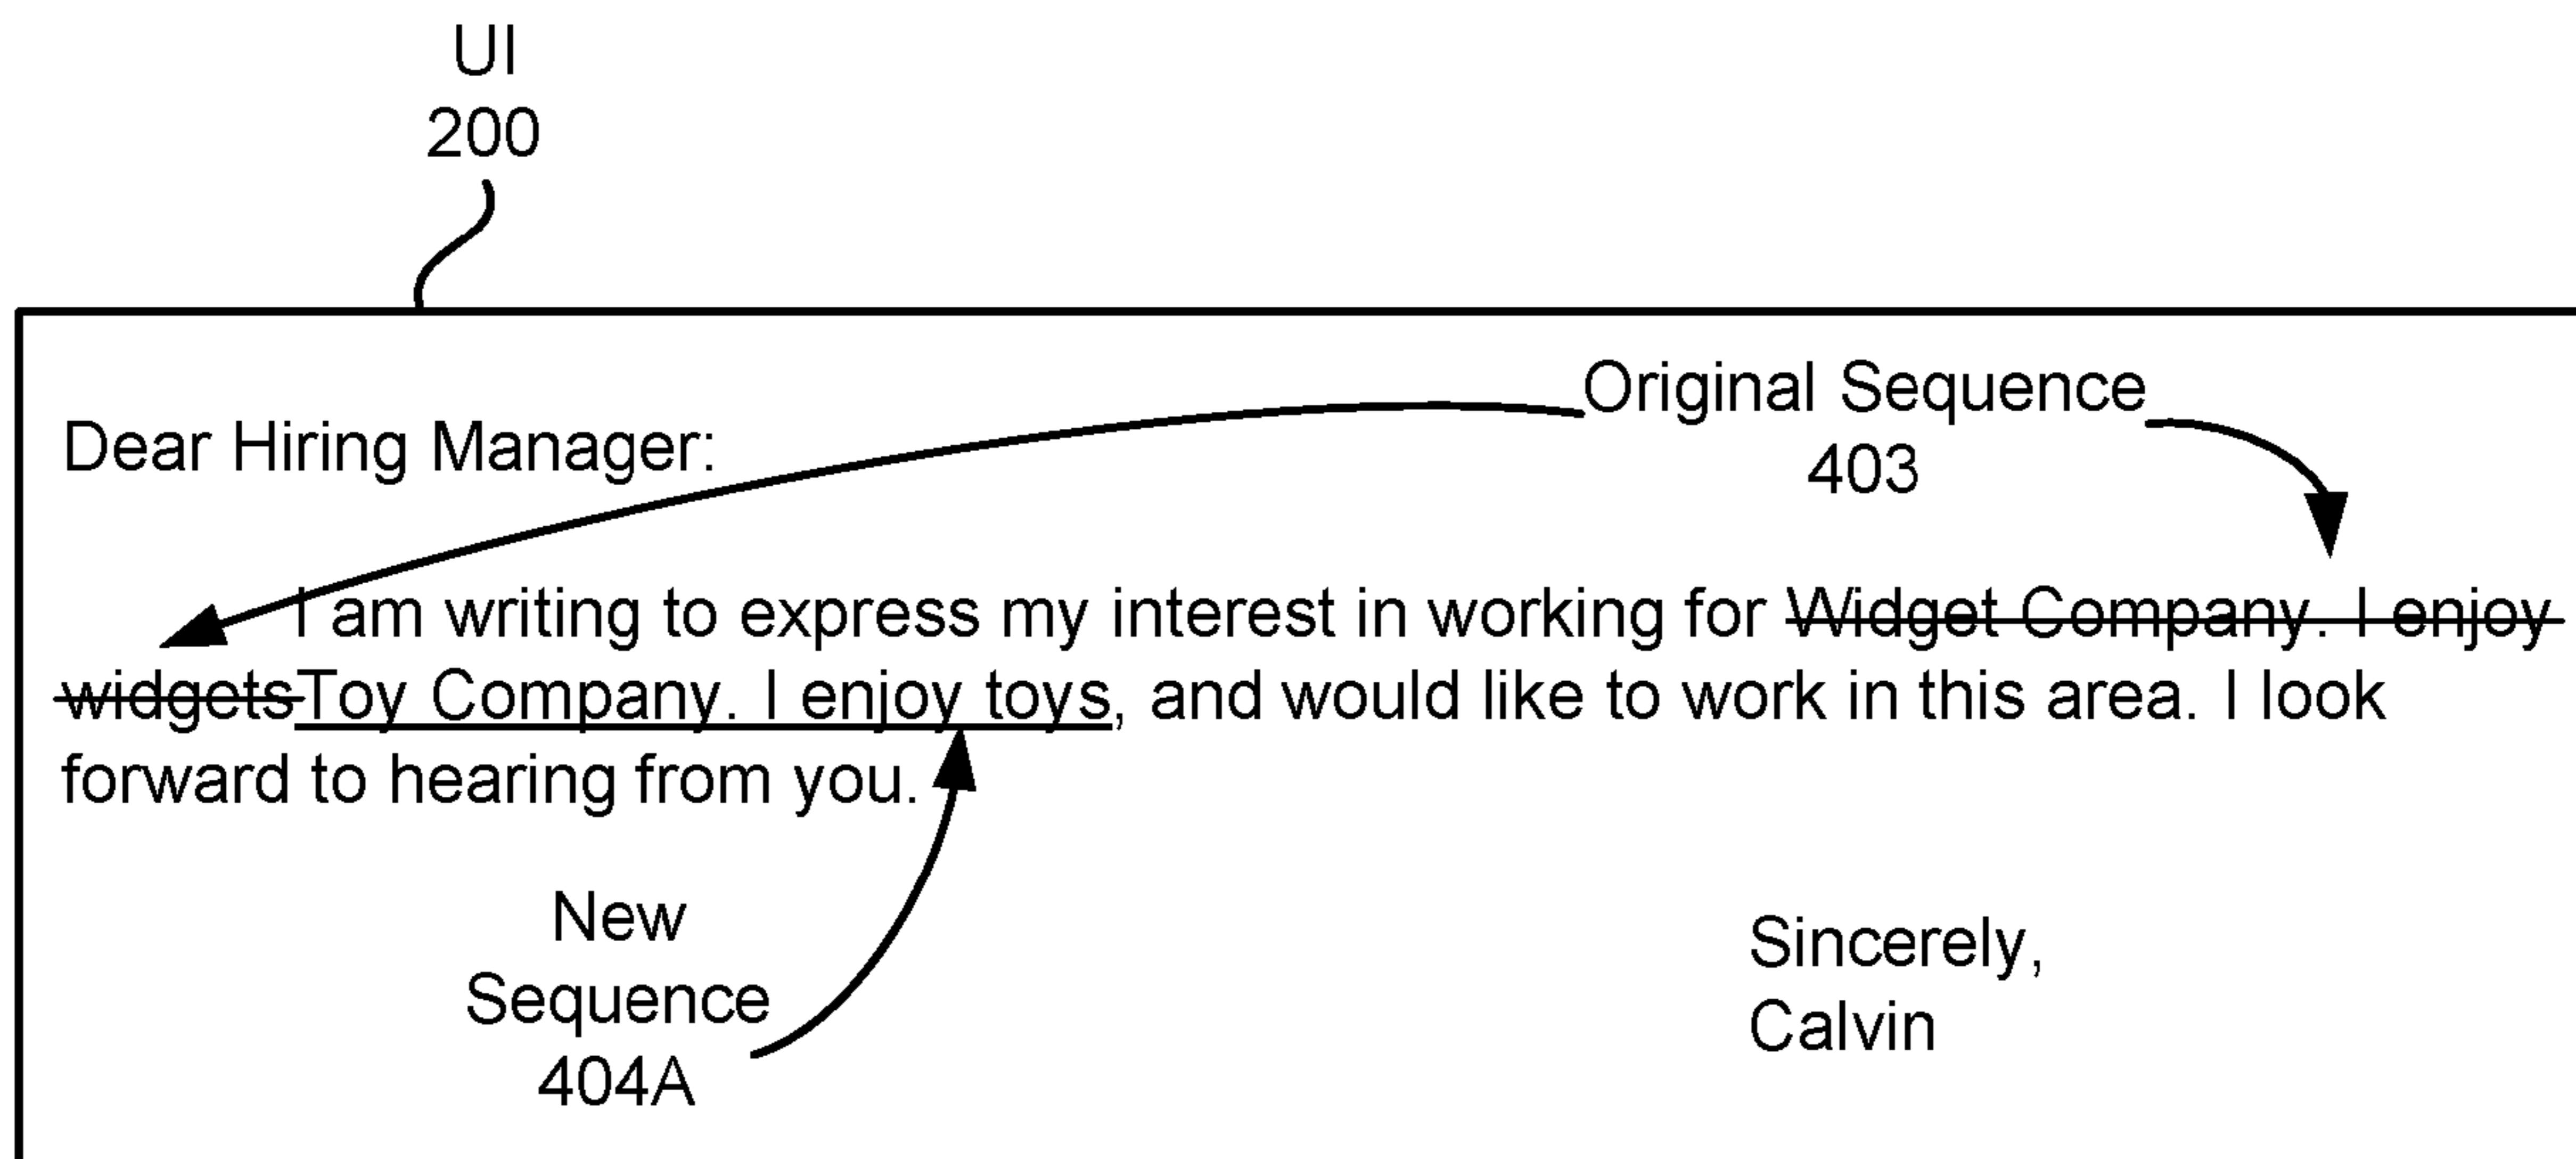 UI
200
Original Sequence
403
Dear Hiring Manager:
I am writing to express my interest in working for Widget Company. I enjoy
widgetsToy Company. I enjoy toys, and would like to work in this area. I look
forward to hearing from you.
New
Sequence
404A
Sincerely,
Calvin